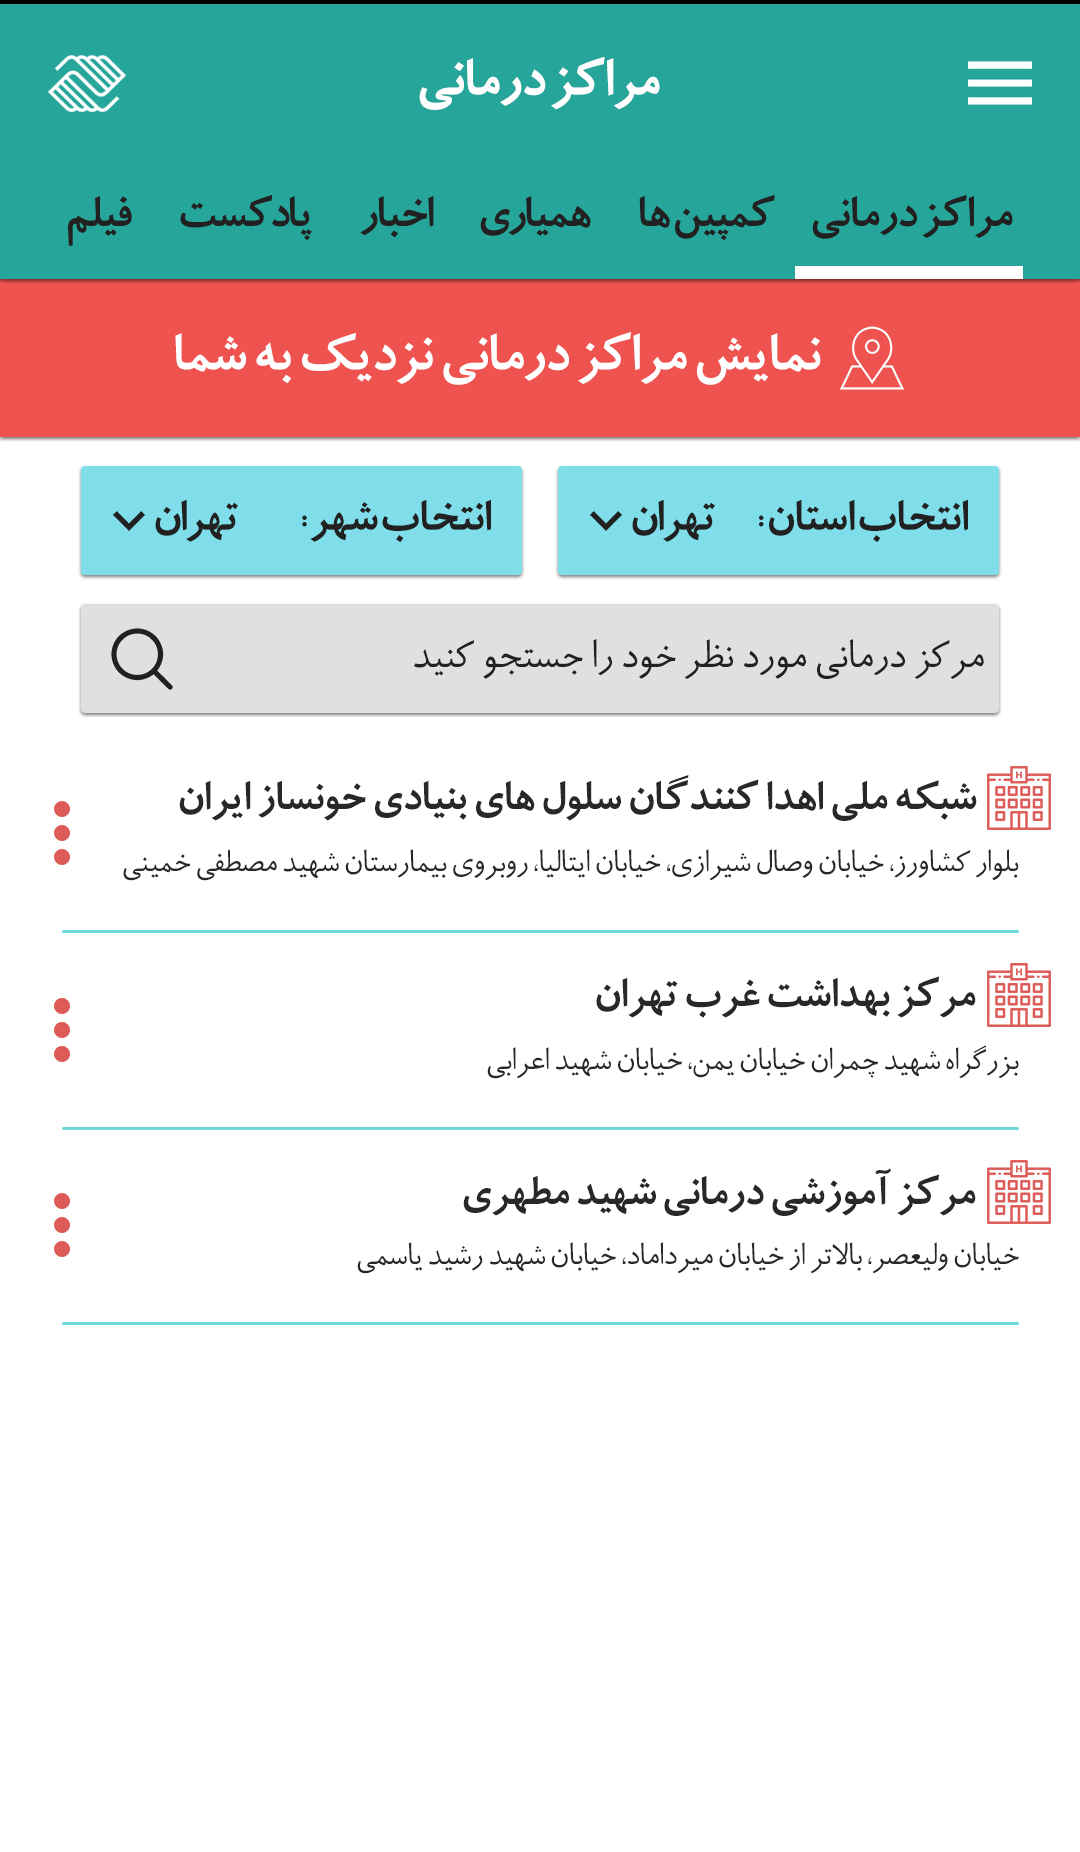 مراکز درمانی
مراکز درمانی کمپین‌ها همیاری اخبار پادکست فیلم
نمایش مراکز درمانی نزدیک به شما
انتخاب استان: تهران انتخاب شهر: تهران
مرکز درمانی مورد نظر خود را جستجو کنید
شبکه ملی اهدا کنندگان سلول های بنیادی خونساز ایران
بلوار کشاورز، خیابان وصال شیرازی، خیابان ایتالیا، روبروی بیمارستان شهید مصطفی خمینی
مرکز بهداشت غرب تهران
بزرگراه شهید چمران خیابان یمن، خیابان شهید اعرابی
مرکز آموزشی درمانی شهید مطهری
خیابان ولیعصر، بالاتر از خیابان میرداماد، خیابان شهید رشید یاسمی